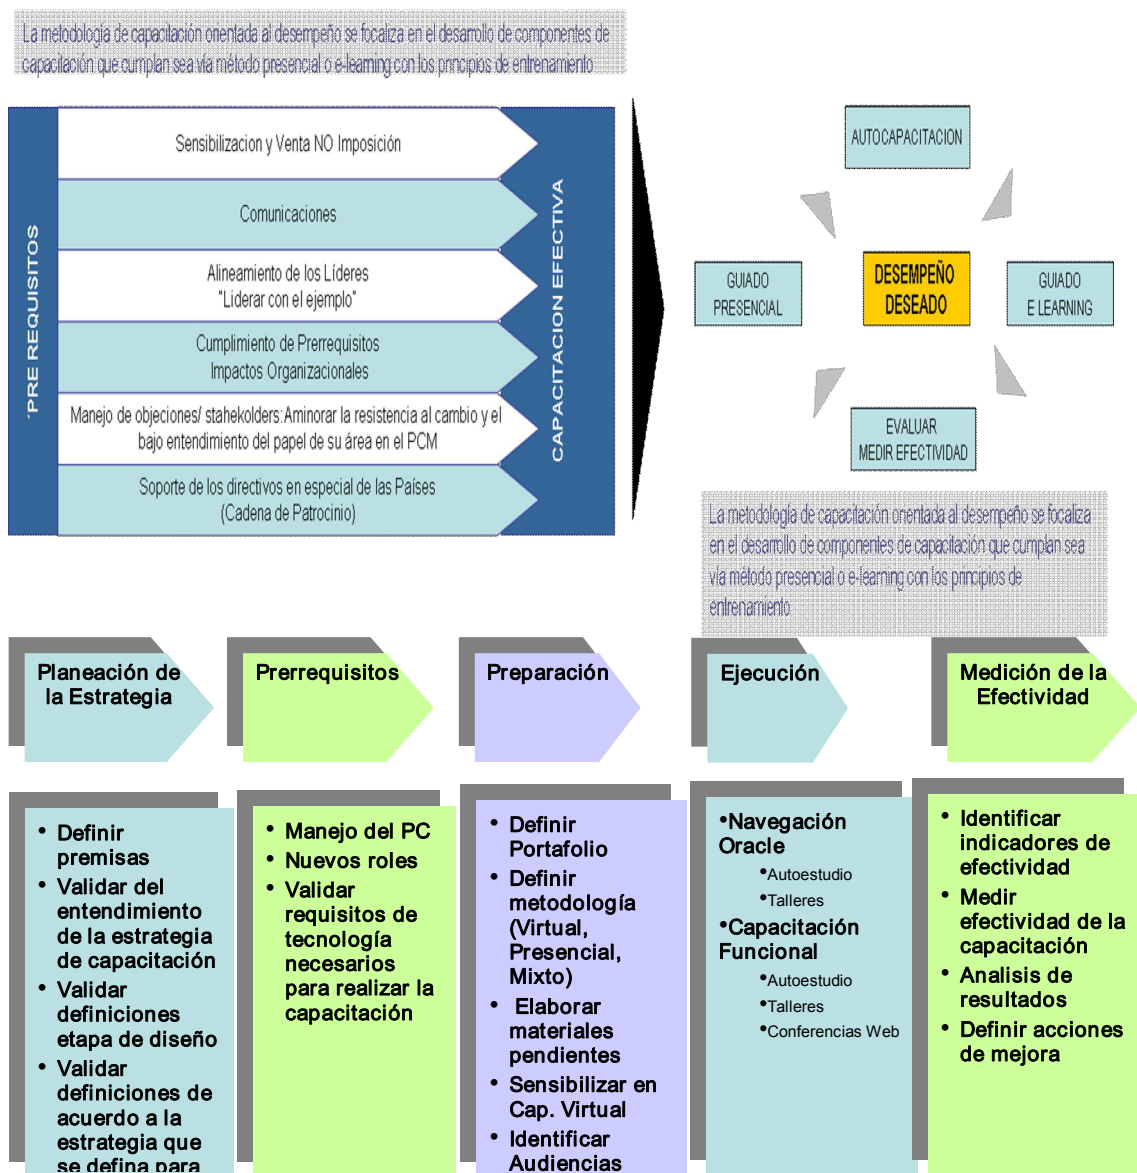 La metodología de capacitación orientada al desempeño se focaliza en el desarrollo de componentes de
capacitación que cumplan sea vía método presencial o e-learning con los principios de entrenamiento
´PRE REQUISITOS
Sensibilizacion y Venta NO Imposición
Comunicaciones
Alineamiento de los Líderes
"Liderar con el ejemplo"
Cumplimiento de Prerrequisitos
Impactos Organizacionales
Manejo de objeciones/ stahekolders:Aminorar la resistencia al cambio y el
bajo entendimiento del papel de su área en el PCM
Soporte de los directivos en especial de las Países
(Cadena de Patrocinio)
CAPACITACION EFECTIVA
AUTOCAPACITACION
GUIADO
PRESENCIAL
DESEMPEÑO
DESEADO
GUIADO
E LEARNING
EVALUAR
MEDIR EFECTIVIDAD
La metodología de capacitación orientada al desempeño se focaliza
en el desarrollo de componentes de capacitación que cumplan sea
vía método presencial o e-learning con los principios de
entrenamiento
Planeación de
la Estrategia
Prerrequisitos
Preparación
Ejecución
Medición de la
Efectividad
• Definir
premisas
• Validar del
entendimiento
de la estrategia
de capacitación
• Validar
definiciones
etapa de diseño
• Validar
definiciones de
acuerdo a la
estrategia que
se defina para
• Manejo del PC
• Nuevos roles
• Validar
requisitos de
tecnología
necesarios
para realizar la
capacitación
• Definir
Portafolio
• Definir
metodología
(Virtual,
Presencial,
Mixto)
• Elaborar
materiales
pendientes
• Sensibilizar en
Cap. Virtual
• Identificar
Audiencias
•Navegación
Oracle
•Autoestudio
•Talleres
•Capacitación
Funcional
•Autoestudio
•Talleres
•Conferencias Web
• Identificar
indicadores de
efectividad
• Medir
efectividad de la
capacitación
• Analisis de
resultados
• Definir acciones
de mejora